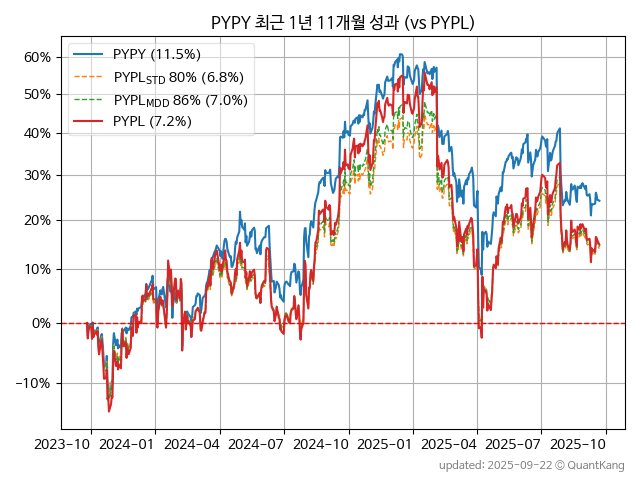 PYPY 최근 1년 11개월 성과 (vs PYPL)
PYPY (11.5%)
PYPL_STD 80% (6.8%)
PYPL_MDD 86% (7.0%)
PYPL (7.2%)
60%
50%
40%
30%
20%
10%
0%
−10%
2023-10 2024-01 2024-04 2024-07 2024-10 2025-01 2025-04 2025-07 2025-10
updated: 2025-09-22 © QuantKang